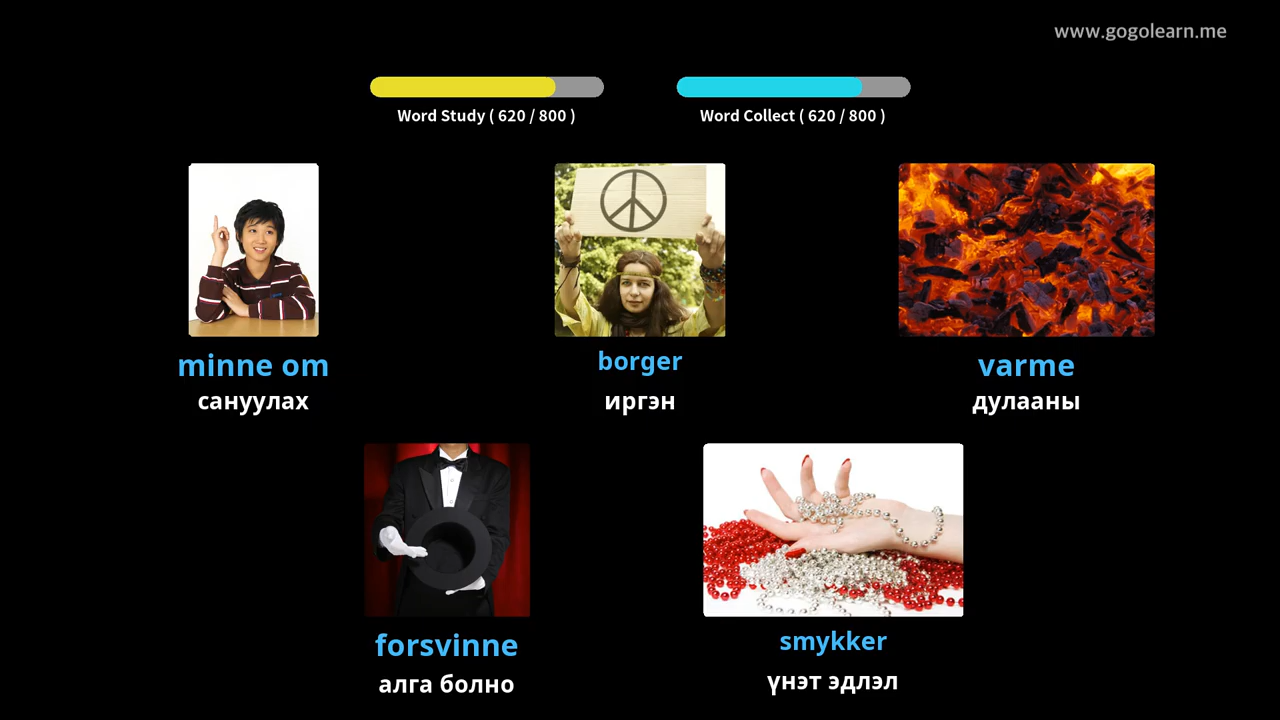 www.gogolearn.me
Word Study ( 620 / 800 )
Word Collect ( 620 / 800 )
minne om
сануулах
borger
иргэн
varme
дулааны
forsvinne
алга болно
smykker
үнэт эдлэл